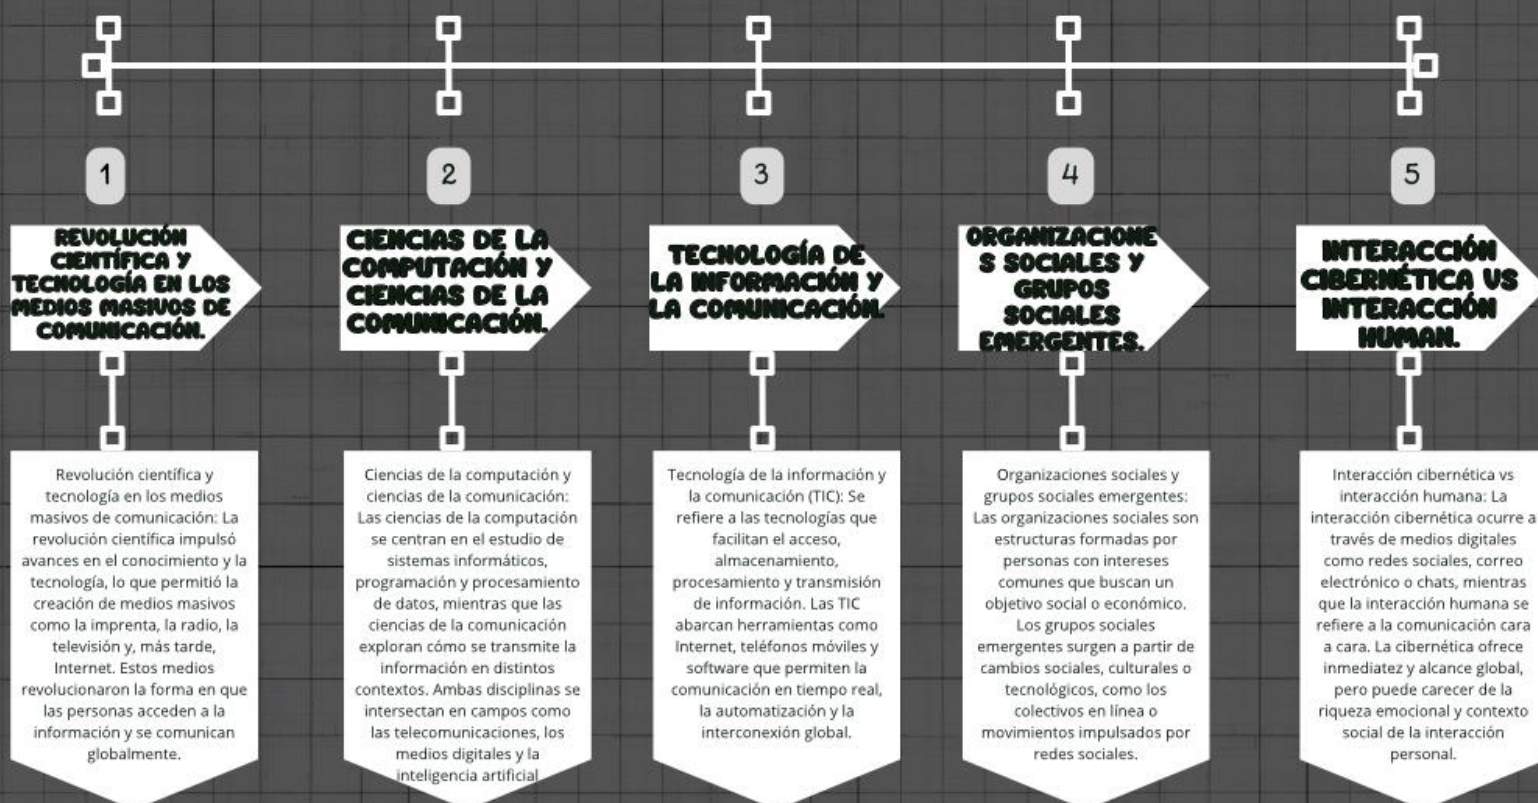 1
REVOLUCIÓN
CIENTÍFICA Y
TECNOLOGÍA EN LOS
MEDIOS MASIVOS DE
COMUNICACIÓN.
Revolución científica y
tecnología en los medios
masivos de comunicación: La
revolución científica impulsó
avances en el conocimiento y la
tecnología, lo que permitió la
creación de medios masivos
como la imprenta, la radio, la
televisión y, más tarde,
Internet. Estos medios
revolucionaron la forma en que
las personas acceden a la
información y se comunican
globalmente.
2
CIENCIAS DE LA
COMPUTACIÓN Y
CIENCIAS DE LA
COMUNICACIÓN.
Ciencias de la computación y
ciencias de la comunicación:
Las ciencias de la computación
se centran en el estudio de
sistemas informáticos,
programación y procesamiento
de datos, mientras que las
ciencias de la comunicación
exploran cómo se transmite la
información en distintos
contextos. Ambas disciplinas se
intersectan en campos como
las telecomunicaciones, los
medios digitales y la
inteligencia artificial
3
TECNOLOGÍA DE
LA INFORMACIÓN Y
LA COMUNICACIÓN.
Tecnología de la información y
la comunicación (TIC): Se
refiere a las tecnologías que
facilitan el acceso,
almacenamiento,
procesamiento y transmisión
de información. Las TIC
abarcan herramientas como
Internet, teléfonos móviles y
software que permiten la
comunicación en tiempo real,
la automatización y la
interconexión global.
4
ORGANIZACIONE
S SOCIALES Y
GRUPOS
SOCIALES
EMERGENTES.
Organizaciones sociales y
grupos sociales emergentes:
Las organizaciones sociales son
estructuras formadas por
personas con intereses
comunes que buscan un
objetivo social o económico.
Los grupos sociales
emergentes surgen a partir de
cambios sociales, culturales o
tecnológicos, como los
colectivos en línea o
movimientos impulsados por
redes sociales.
5
INTERACCIÓN
CIBERNÉTICA VS
INTERACCIÓN
HUMAN.
Interacción cibernética vs
interacción humana: La
interacción cibernética ocurre a
través de medios digitales
como redes sociales, correo
electrónico o chats, mientras
que la interacción humana se
refiere a la comunicación cara
a cara. La cibernética ofrece
inmediatez y alcance global,
pero puede carecer de la
riqueza emocional y contexto
social de la interacción
personal.